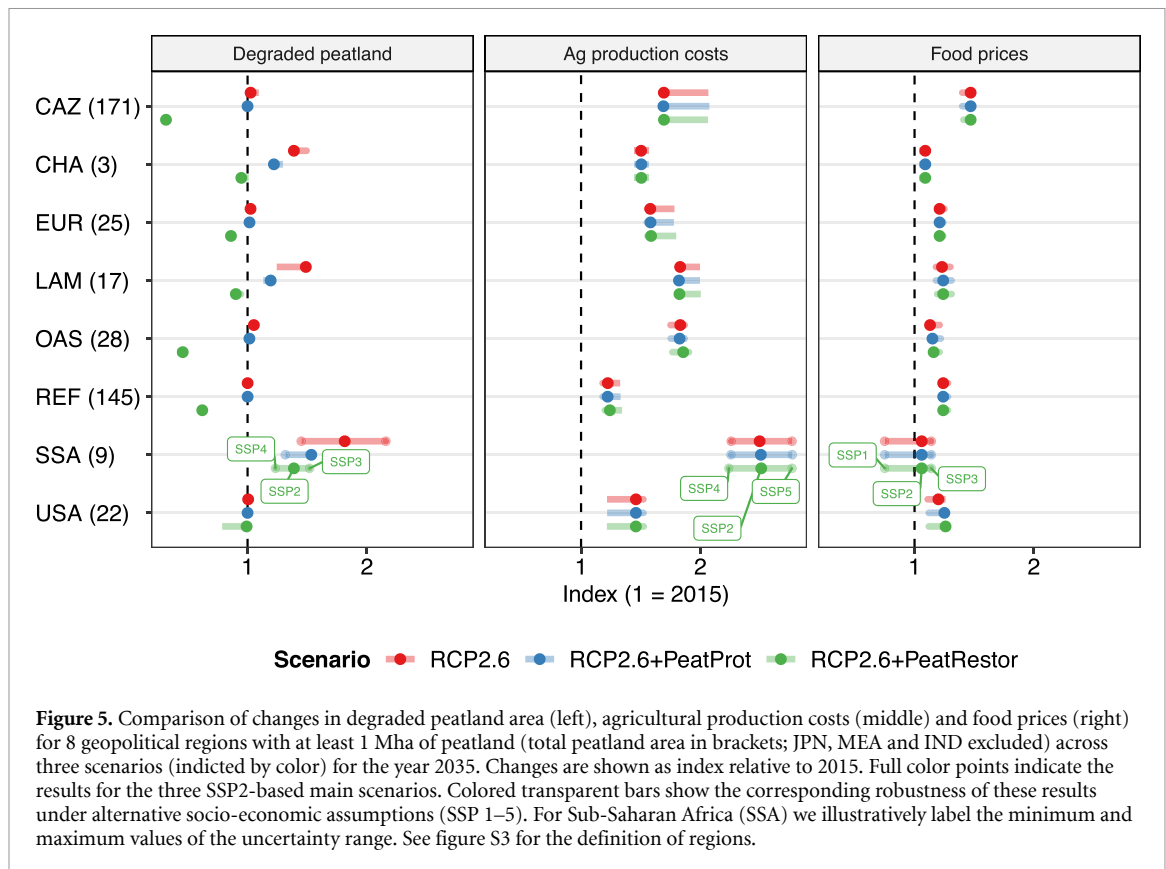 Degraded peatland
Ag production costs
Food prices
CAZ (171)
CHA (3)
EUR (25)
LAM (17)
OAS (28)
REF (145)
SSA (9)
USA (22)
SSP4
SSP3
SSP2
SSP4
SSP5
SSP2
SSP1
SSP3
SSP2
1 2
1 2
1 2
Index (1 = 2015)
Scenario RCP2.6 RCP2.6+PeatProt RCP2.6+PeatRestor
Figure 5. Comparison of changes in degraded peatland area (left), agricultural production costs (middle) and food prices (right)
for 8 geopolitical regions with at least 1 Mha of peatland (total peatland area in brackets; JPN, MEA and IND excluded) across
three scenarios (indicted by color) for the year 2035. Changes are shown as index relative to 2015. Full color points indicate the
results for the three SSP2-based main scenarios. Colored transparent bars show the corresponding robustness of these results
under alternative socio-economic assumptions (SSP 1–5). For Sub-Saharan Africa (SSA) we illustratively label the minimum and
maximum values of the uncertainty range. See figure S3 for the definition of regions.